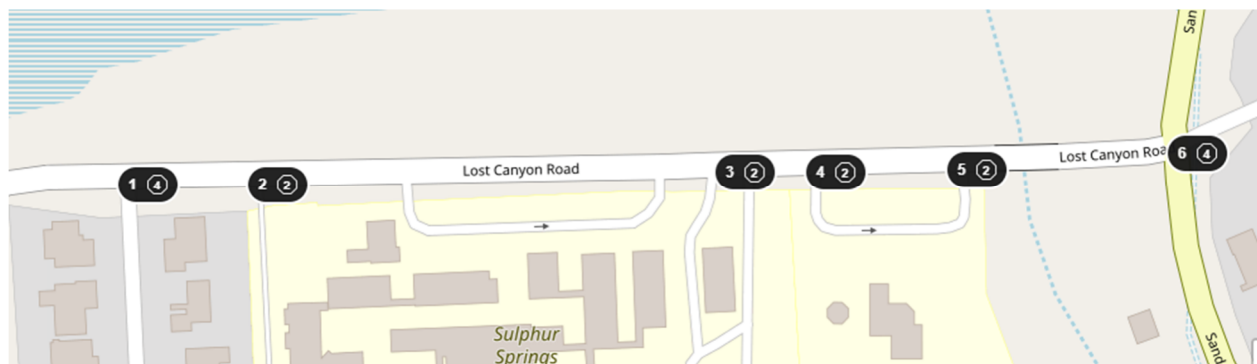 San
Lost Canyon Road
Lost Canyon Roa
1 4
2 2
3 2
4 2
5 2
6 4
Sulphur
Springs
Sand